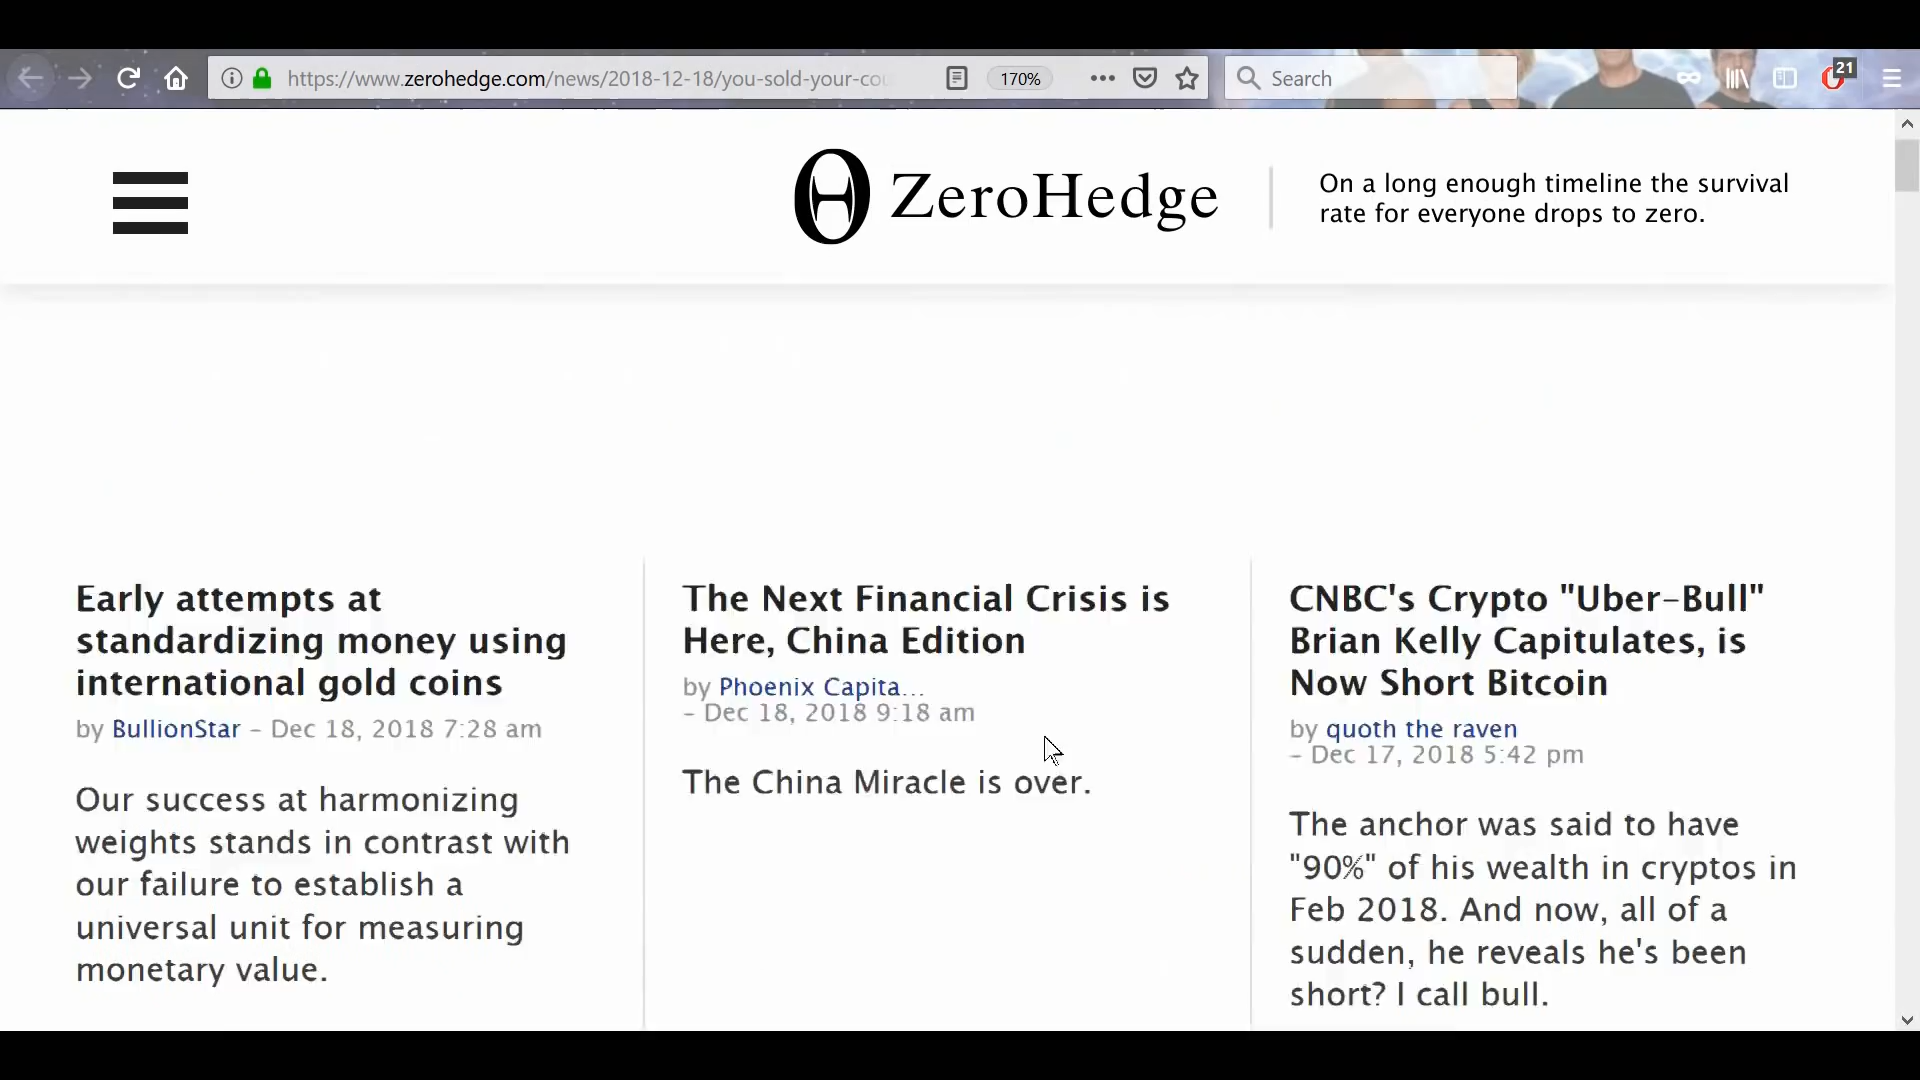 https://www.zerohedge.com/news/2018-12-18/you-sold-your-cou
170%
Search
21
ZeroHedge
On a long enough timeline the survival
rate for everyone drops to zero.
Early attempts at
standardizing money using
international gold coins
by BullionStar – Dec 18, 2018 7:28 am
Our success at harmonizing
weights stands in contrast with
our failure to establish a
universal unit for measuring
monetary value.
The Next Financial Crisis is
Here, China Edition
by Phoenix Capita...
– Dec 18, 2018 9:18 am
The China Miracle is over.
CNBC's Crypto "Uber-Bull"
Brian Kelly Capitulates, is
Now Short Bitcoin
by quoth the raven
– Dec 17, 2018 5:42 pm
The anchor was said to have
"90%" of his wealth in cryptos in
Feb 2018. And now, all of a
sudden, he reveals he's been
short? I call bull.